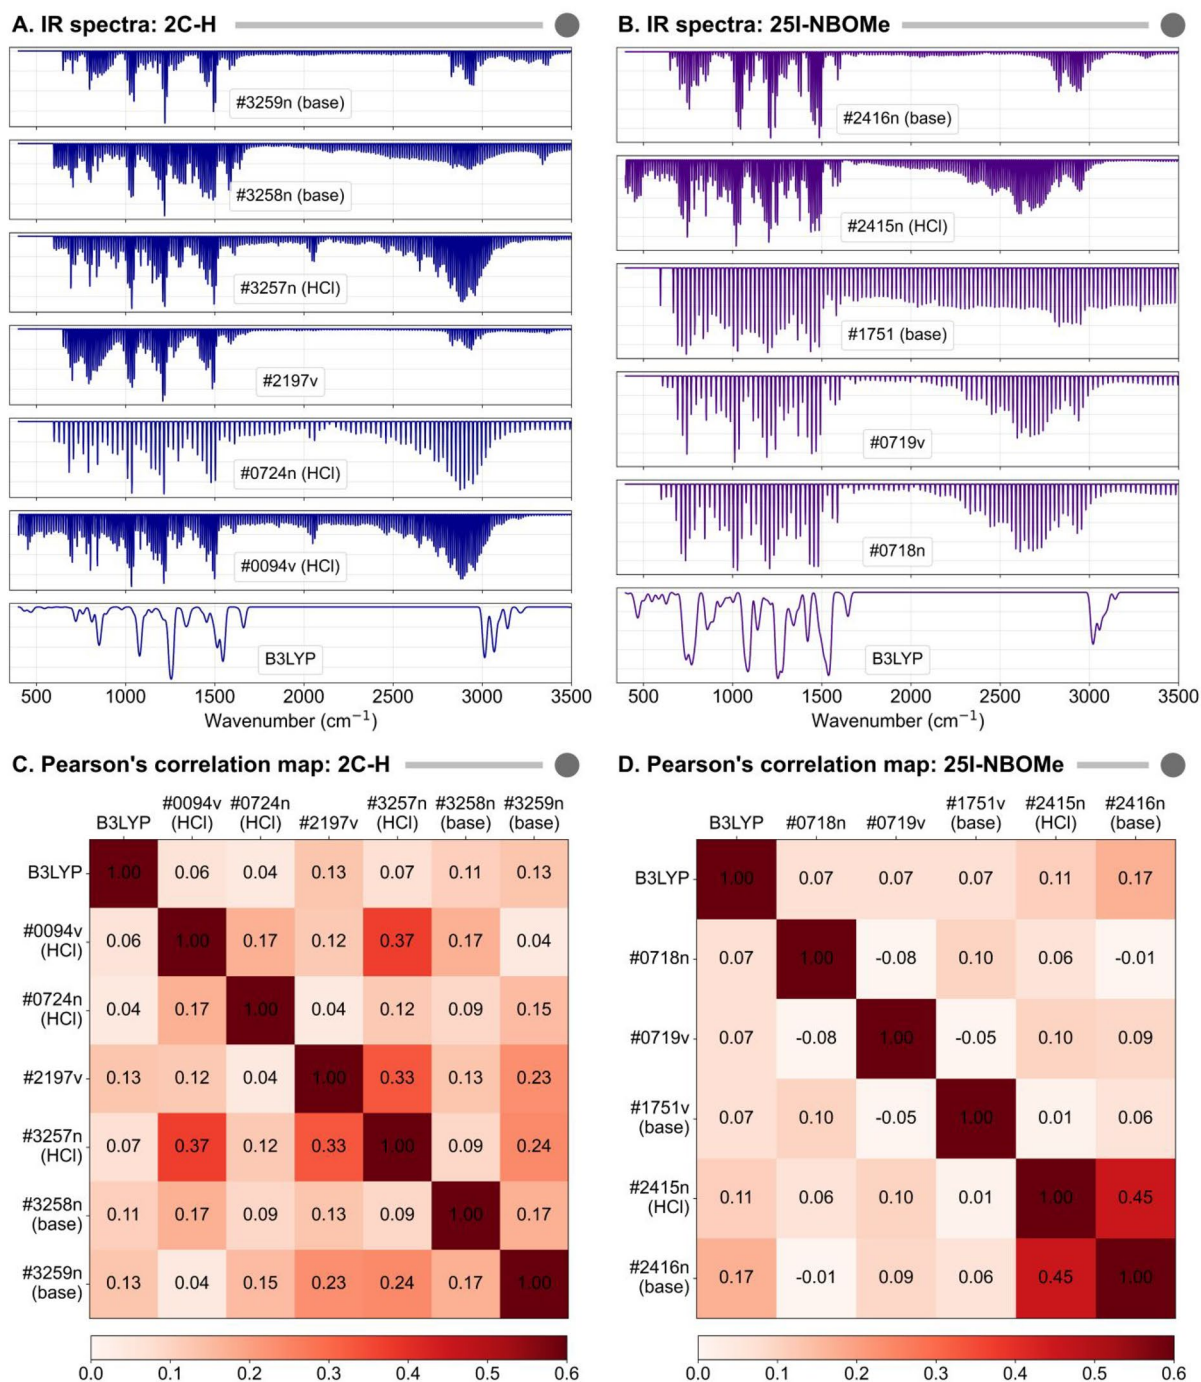 A. IR spectra: 2C-H
#3259n (base)
#3258n (base)
#3257n (HCl)
#2197v
#0724n (HCl)
#0094v (HCl)
B3LYP
500 1000 1500 2000 2500 3000 3500
Wavenumber (cm⁻¹)
B. IR spectra: 25I-NBOMe
#2416n (base)
#2415n (HCl)
#1751 (base)
#0719v
#0718n
B3LYP
500 1000 1500 2000 2500 3000 3500
Wavenumber (cm⁻¹)
C. Pearson's correlation map: 2C-H
#0094v #0724n #3257n #3258n #3259n
B3LYP (HCl) (HCl) #2197v (HCl) (base) (base)
B3LYP 1.00 0.06 0.04 0.13 0.07 0.11 0.13
#0094v
(HCl) 0.06 1.00 0.17 0.12 0.37 0.17 0.04
#0724n
(HCl) 0.04 0.17 1.00 0.04 0.12 0.09 0.15
#2197v 0.13 0.12 0.04 1.00 0.33 0.13 0.23
#3257n
(HCl) 0.07 0.37 0.12 0.33 1.00 0.09 0.24
#3258n
(base) 0.11 0.17 0.09 0.13 0.09 1.00 0.17
#3259n
(base) 0.13 0.04 0.15 0.23 0.24 0.17 1.00
0.0 0.1 0.2 0.3 0.4 0.5 0.6
D. Pearson's correlation map: 25I-NBOMe
#1751v #2415n #2416n
B3LYP #0718n #0719v (base) (HCl) (base)
B3LYP 1.00 0.07 0.07 0.07 0.11 0.17
#0718n 0.07 1.00 -0.08 0.10 0.06 -0.01
#0719v 0.07 -0.08 1.00 -0.05 0.10 0.09
#1751v
(base) 0.07 0.10 -0.05 1.00 0.01 0.06
#2415n
(HCl) 0.11 0.06 0.10 0.01 1.00 0.45
#2416n
(base) 0.17 -0.01 0.09 0.06 0.45 1.00
0.0 0.1 0.2 0.3 0.4 0.5 0.6